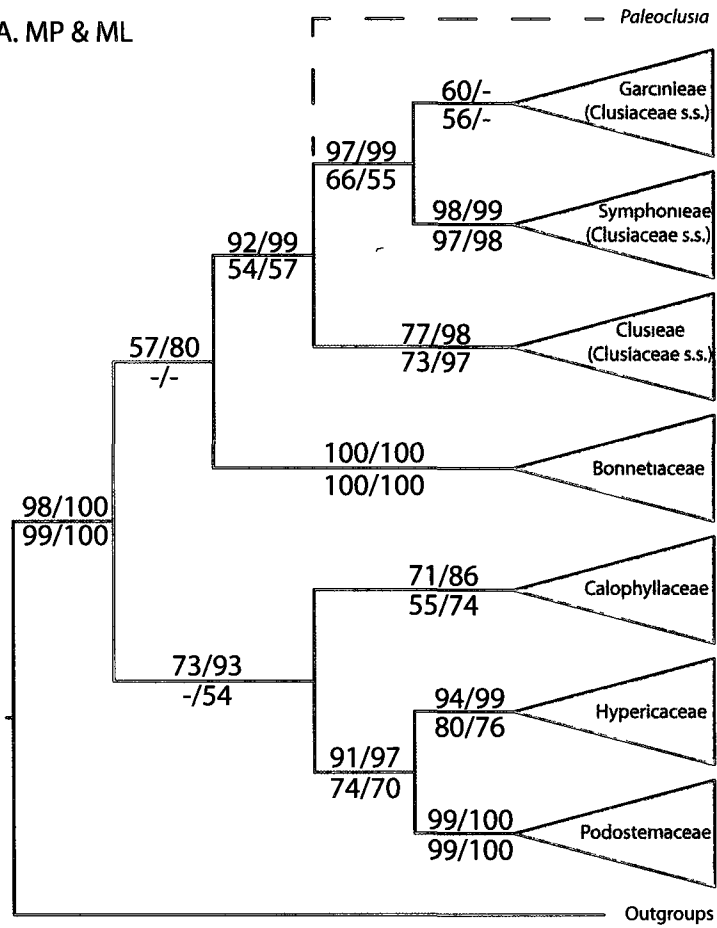 A. MP & ML
Paleoclusia
60/-
56/-
Garcinieae
(Clusiaceae s.s.)
97/99
66/55
98/99
97/98
Symphonieae
(Clusiaceae s.s.)
92/99
54/57
77/98
73/97
Clusieae
(Clusiaceae s.s.)
57/80
-/-
100/100
100/100
Bonnetiaceae
98/100
99/100
71/86
55/74
Calophyllaceae
73/93
-/54
94/99
80/76
Hypericaceae
91/97
74/70
99/100
99/100
Podostemaceae
Outgroups